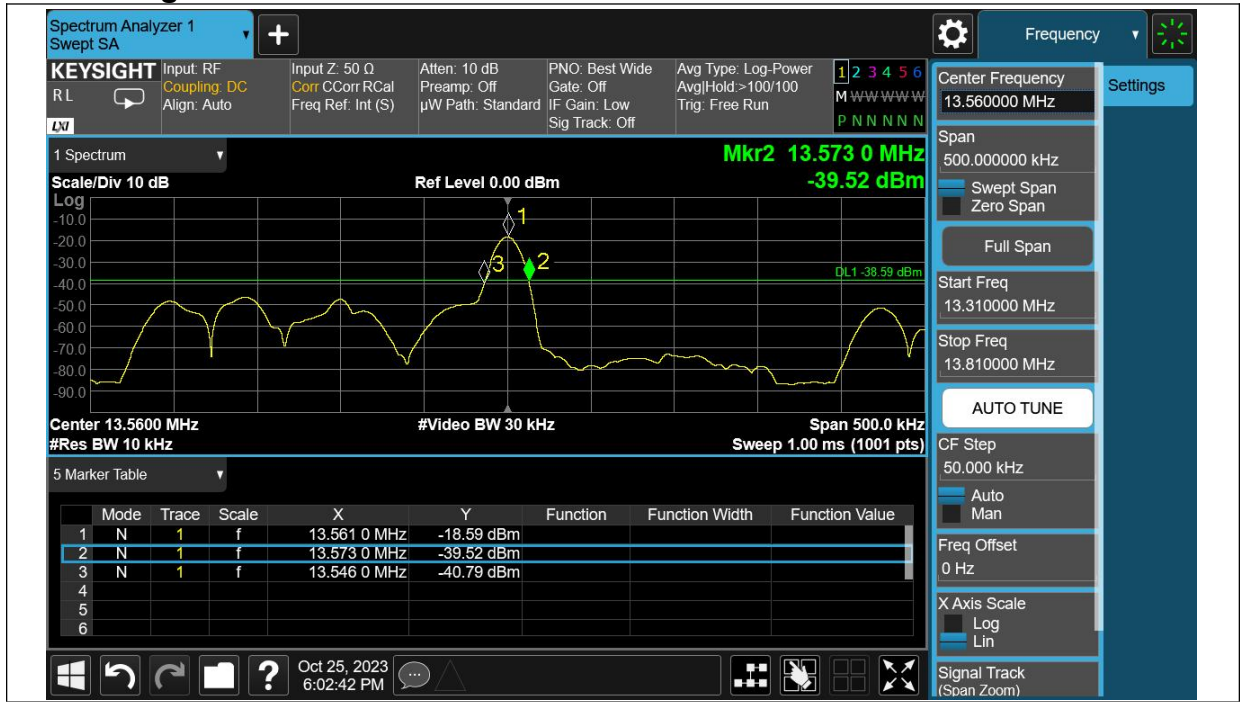 Spectrum Analyzer 1
Swept SA
Frequency
KEYSIGHT
R L
LXI
Input: RF
Coupling: DC
Align: Auto
Input Z: 50 Ω
Corr CCorr RCal
Freq Ref: Int (S)
Atten: 10 dB
Preamp: Off
µW Path: Standard
PNO: Best Wide
Gate: Off
IF Gain: Low
Sig Track: Off
Avg Type: Log-Power
Avg|Hold:>100/100
Trig: Free Run
1 2 3 4 5 6
M W W W W W
P N N N N N
1 Spectrum
Mkr2 13.573 0 MHz
Scale/Div 10 dB
Ref Level 0.00 dBm
-39.52 dBm
Log
-10.0
-20.0
-30.0
-40.0
-50.0
-60.0
-70.0
-80.0
-90.0
1
3
2
DL1 -38.59 dBm
Center 13.5600 MHz
#Video BW 30 kHz
Span 500.0 kHz
#Res BW 10 kHz
Sweep 1.00 ms (1001 pts)
5 Marker Table
Mode Trace Scale X Y Function Function Width Function Value
1 N 1 f 13.561 0 MHz -18.59 dBm
2 N 1 f 13.573 0 MHz -39.52 dBm
3 N 1 f 13.546 0 MHz -40.79 dBm
4
5
6
?
Oct 25, 2023
6:02:42 PM
Center Frequency
13.560000 MHz
Settings
Span
500.000000 kHz
Swept Span
Zero Span
Full Span
Start Freq
13.310000 MHz
Stop Freq
13.810000 MHz
AUTO TUNE
CF Step
50.000 kHz
Auto
Man
Freq Offset
0 Hz
X Axis Scale
Log
Lin
Signal Track
(Span Zoom)